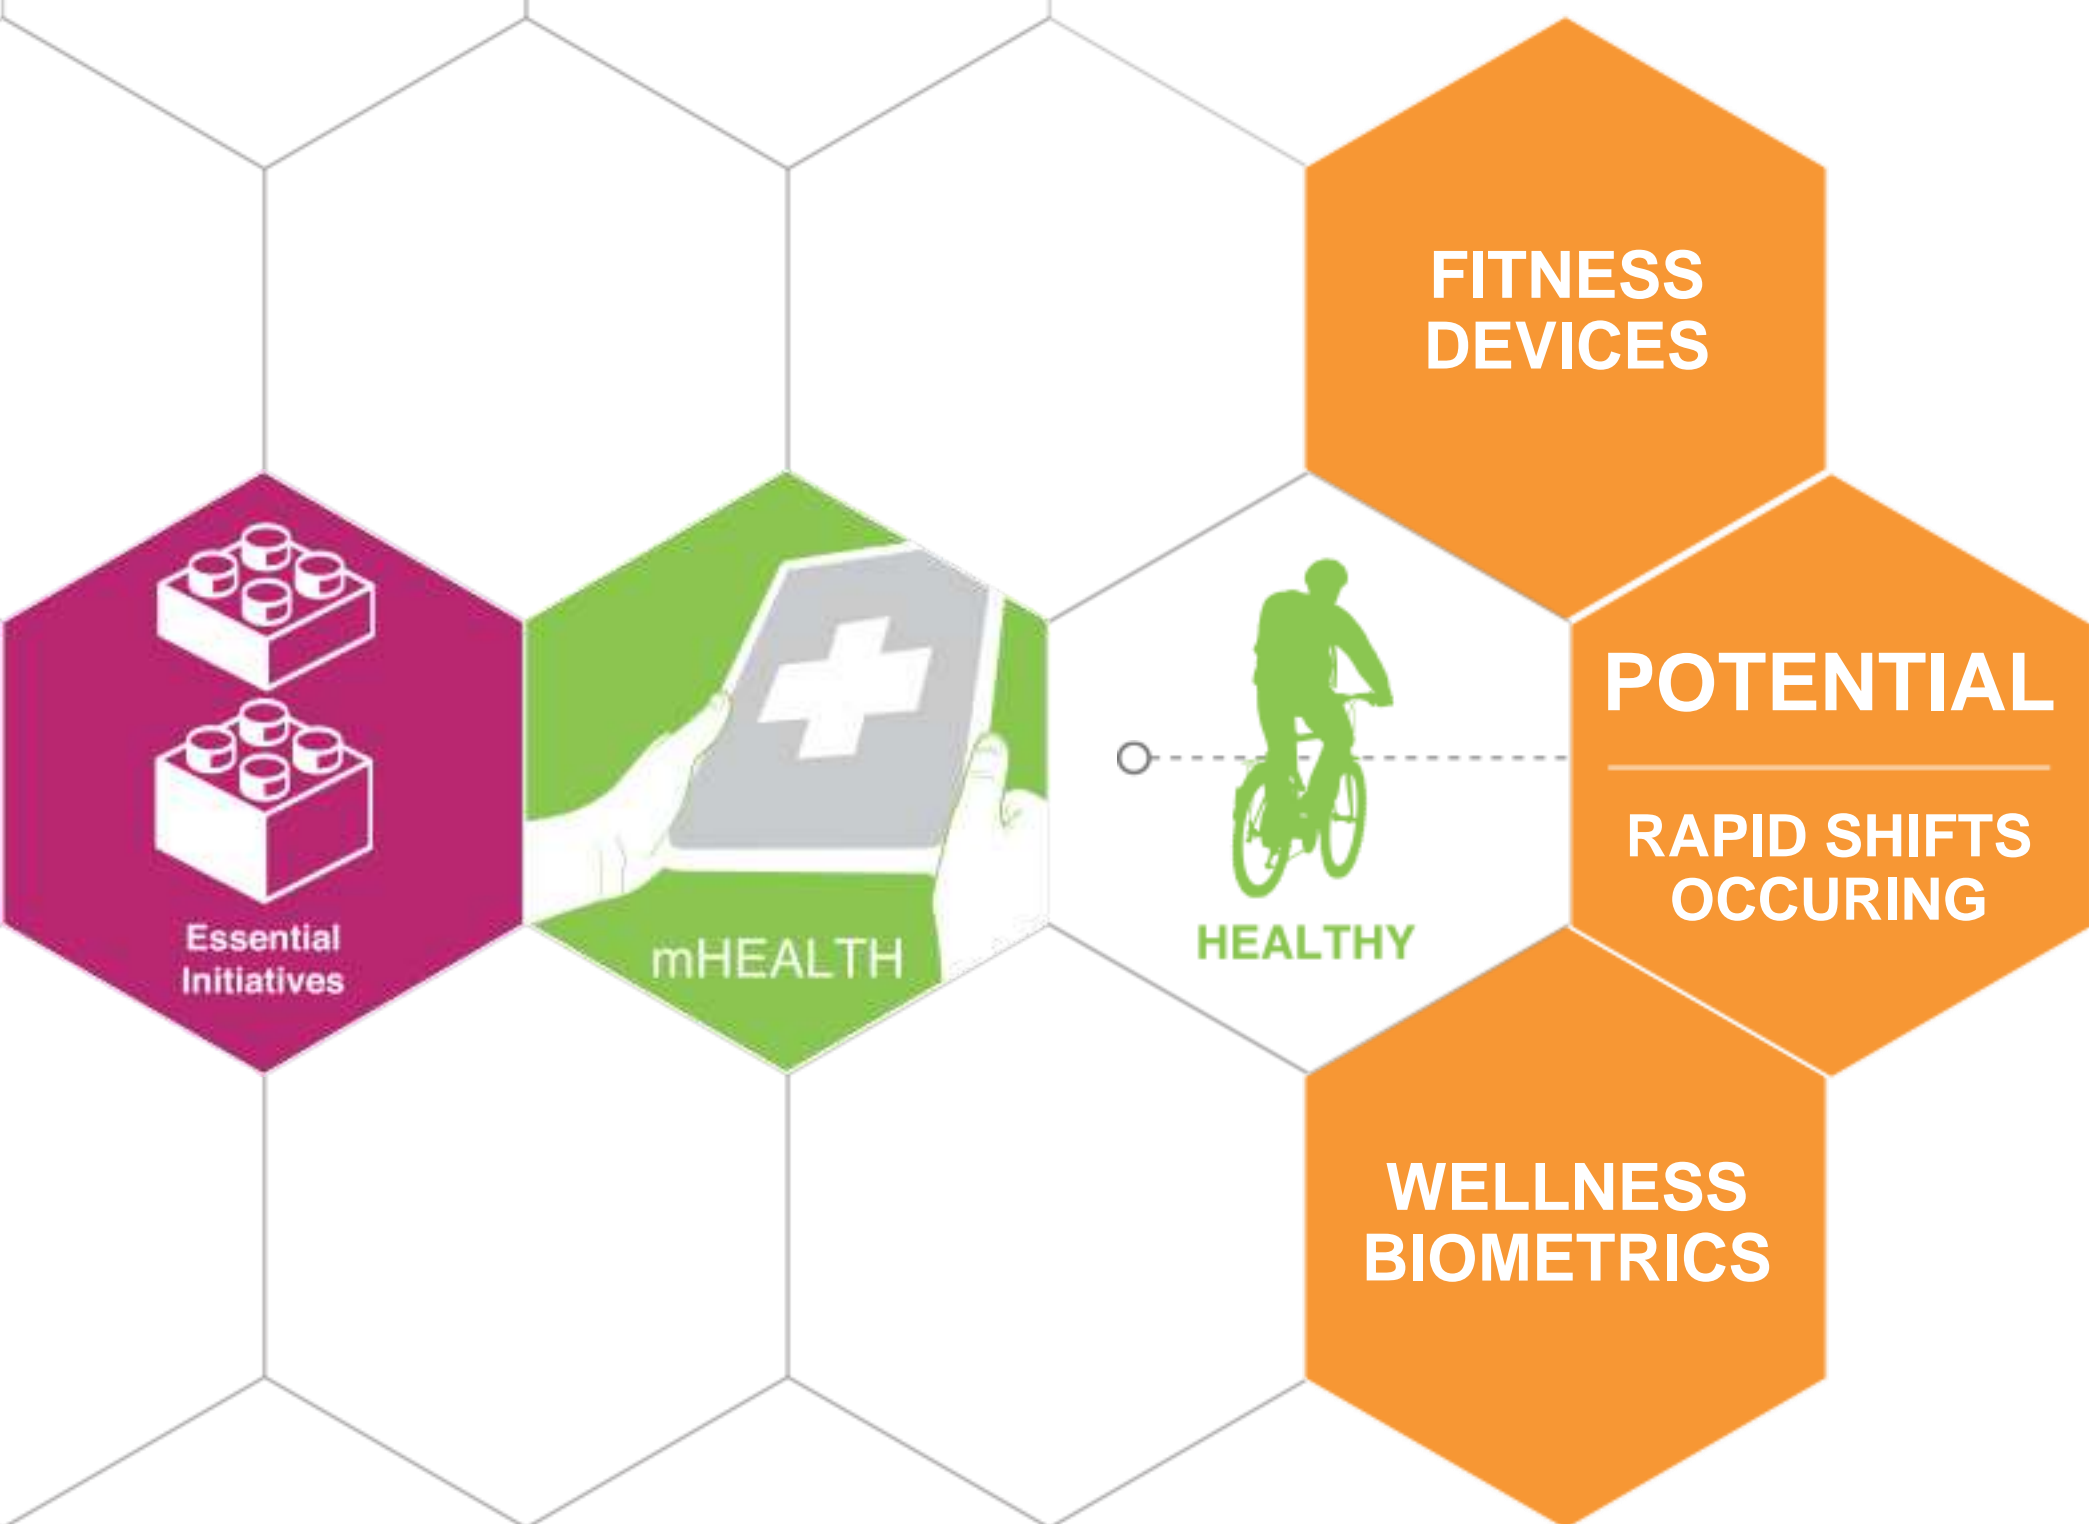 FITNESS
DEVICES
Essential
Initiatives
mHEALTH
HEALTHY
POTENTIAL
RAPID SHIFTS
OCCURING
WELLNESS
BIOMETRICS